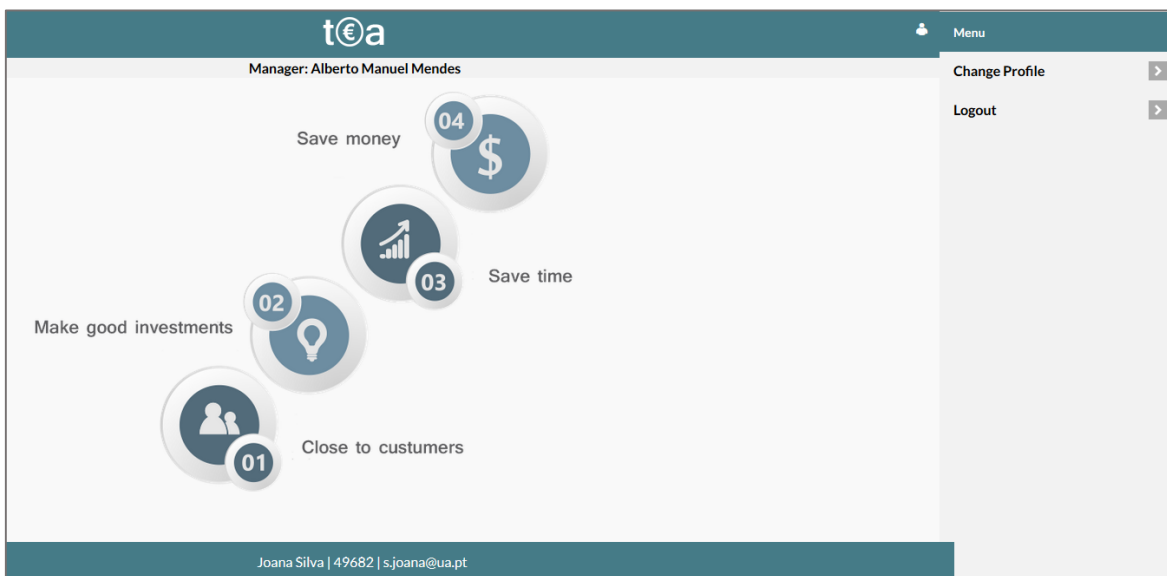 t€a
Menu
Manager: Alberto Manuel Mendes
Change Profile
Logout
04
Save money
$
03
Save time
02
Make good investments
Close to custumers
01
Joana Silva | 49682 | s.joana@ua.pt